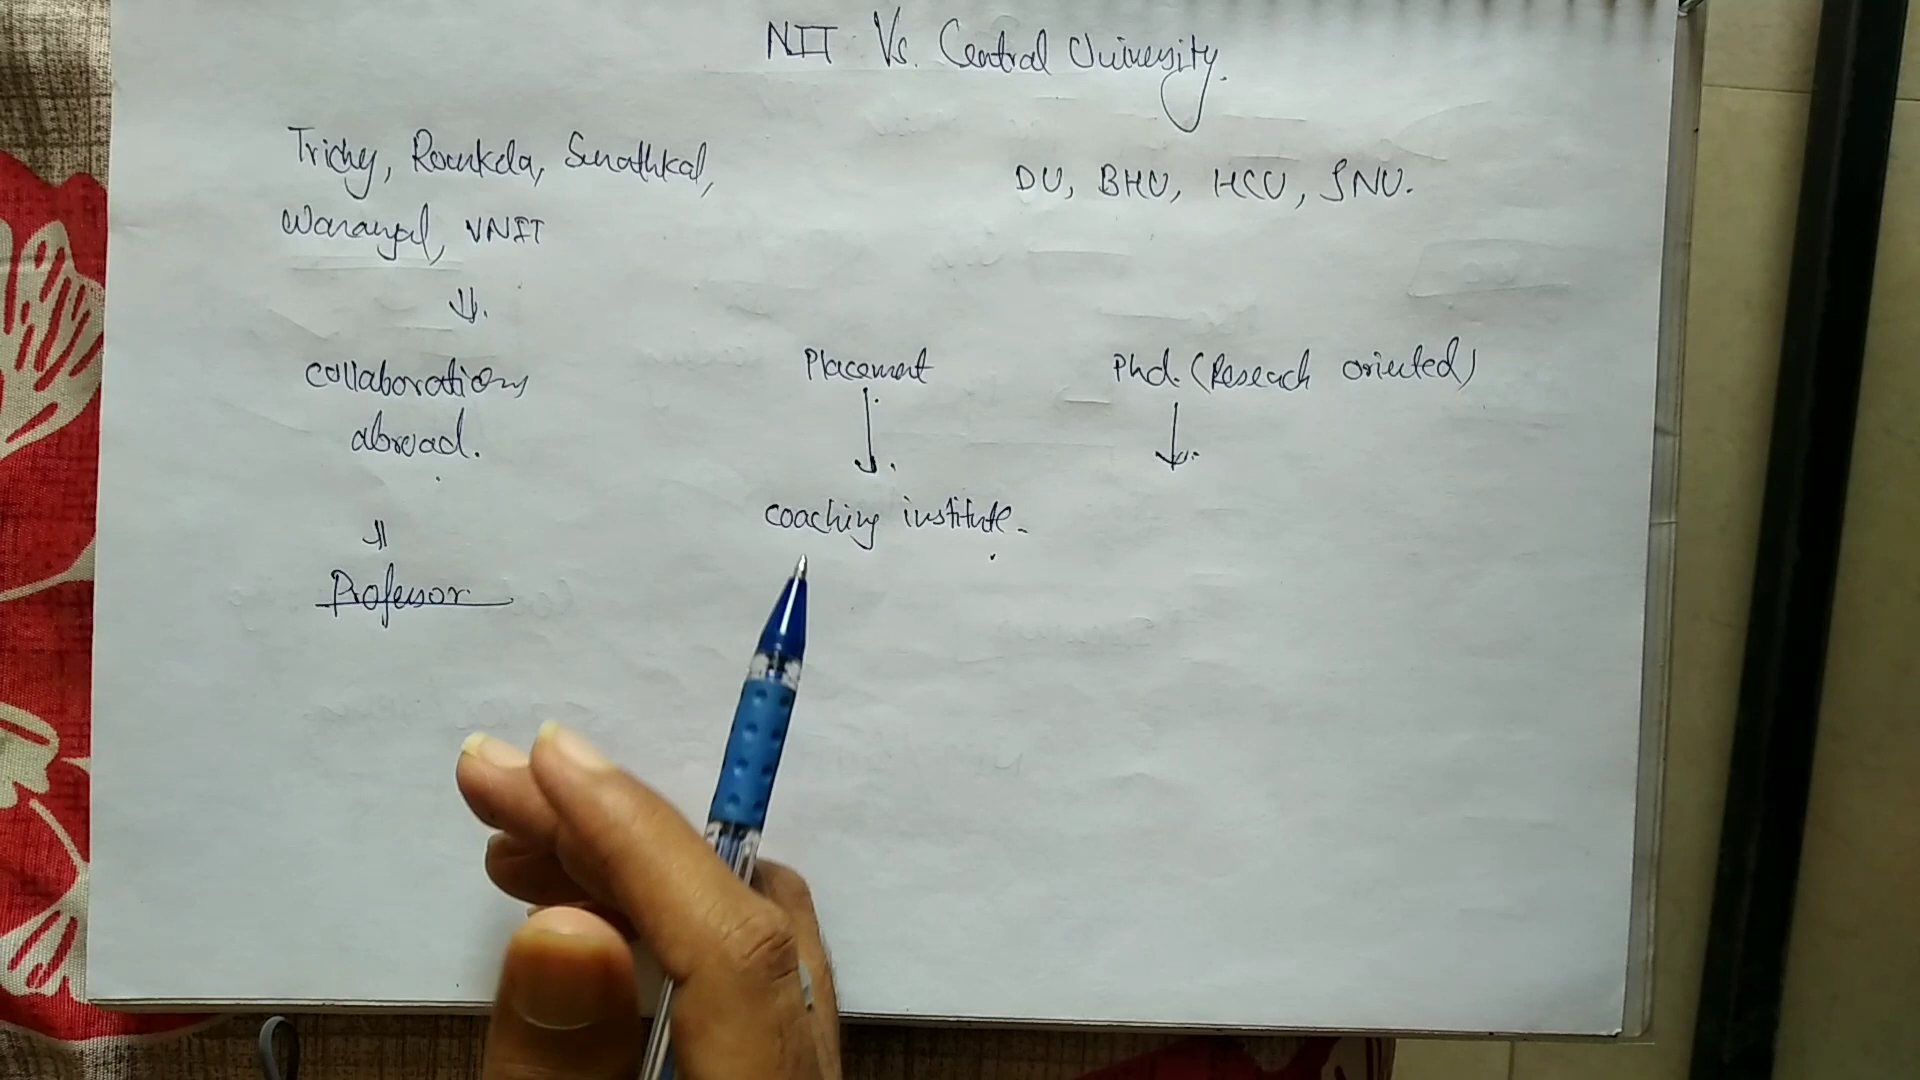 NIT Vs. Central University.
Trichy, Rourkela, Surathkal,
Warangal, VNIT
DU, BHU, HCU, JNU.
collaborations
abroad.
Professor
Placement
coaching institute.
Phd. (Reseach oriented)